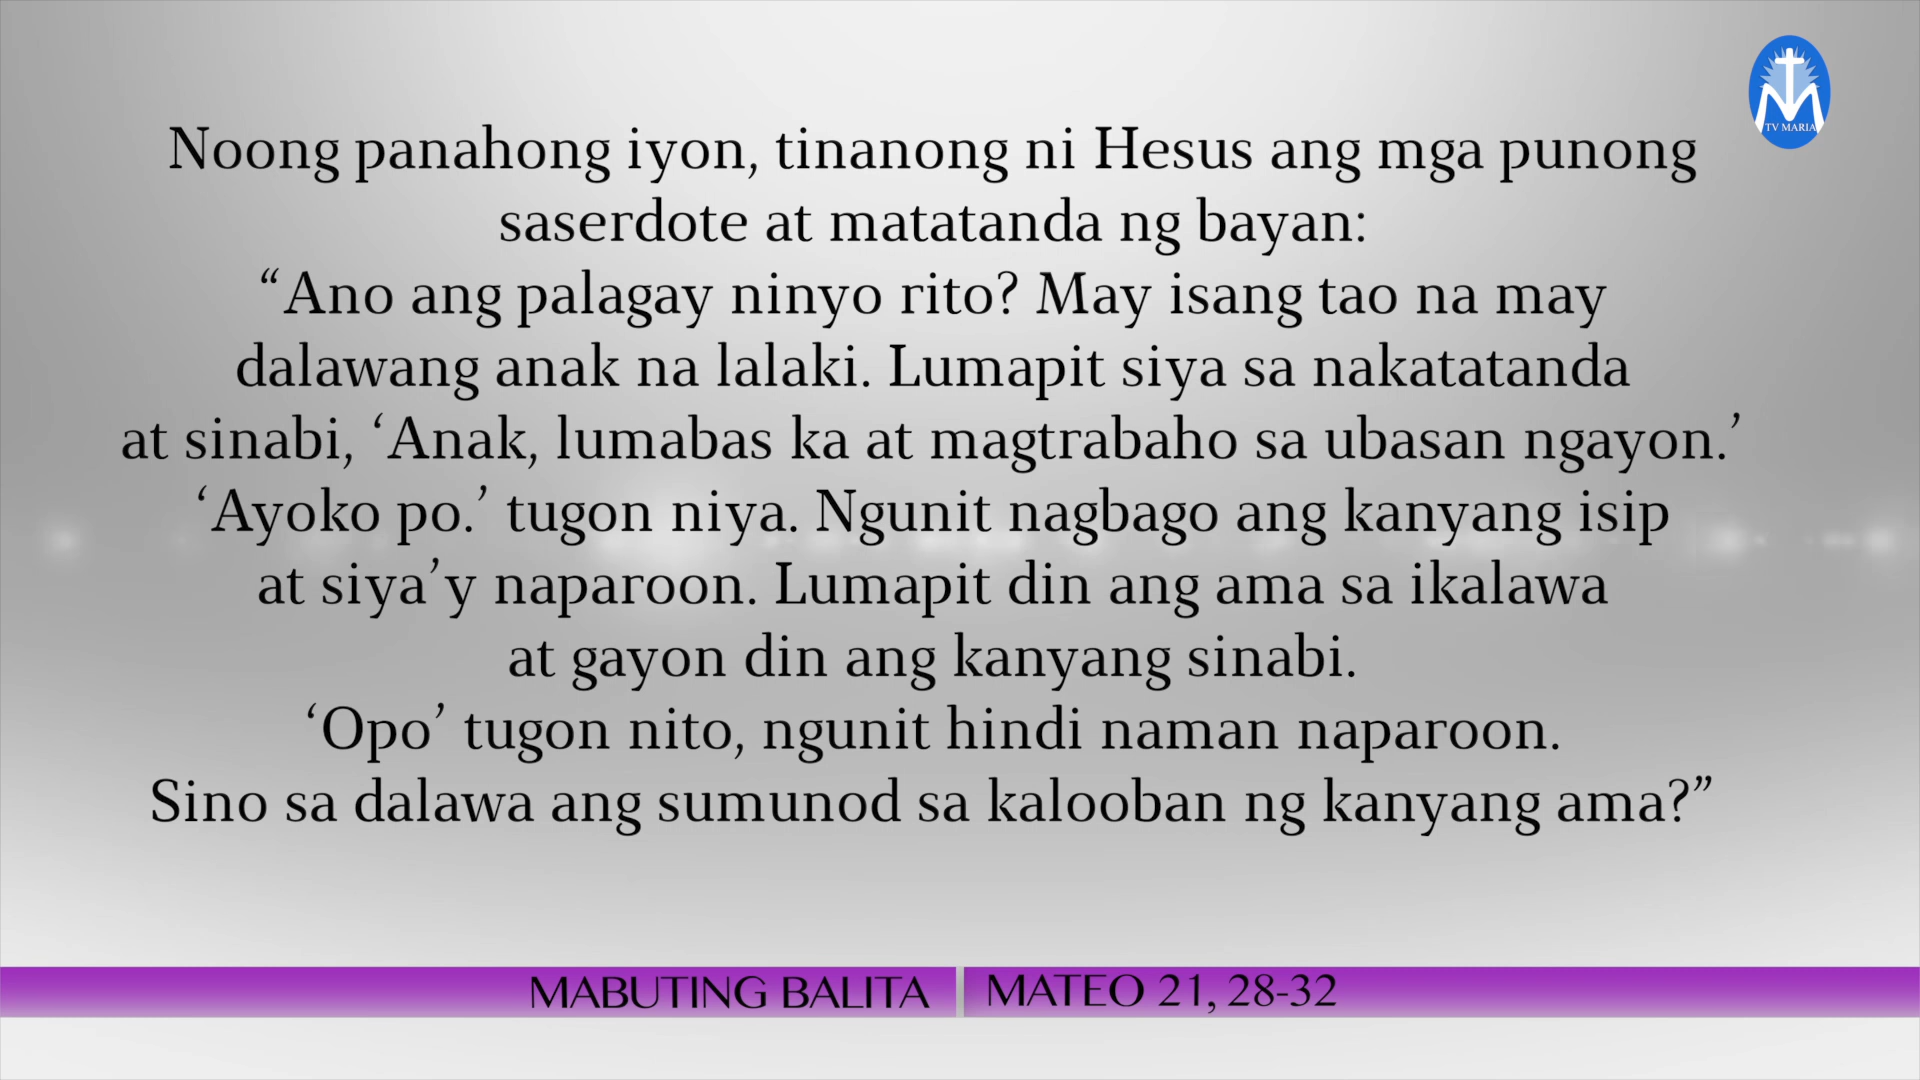 TV MARIA
Noong panahong iyon, tinanong ni Hesus ang mga punong
saserdote at matatanda ng bayan:
“Ano ang palagay ninyo rito? May isang tao na may
dalawang anak na lalaki. Lumapit siya sa nakatatanda
at sinabi, ‘Anak, lumabas ka at magtrabaho sa ubasan ngayon.’
‘Ayoko po.’ tugon niya. Ngunit nagbago ang kanyang isip
at siya’y naparoon. Lumapit din ang ama sa ikalawa
at gayon din ang kanyang sinabi.
‘Opo’ tugon nito, ngunit hindi naman naparoon.
Sino sa dalawa ang sumunod sa kalooban ng kanyang ama?”
MABUTING BALITA MATEO 21, 28-32